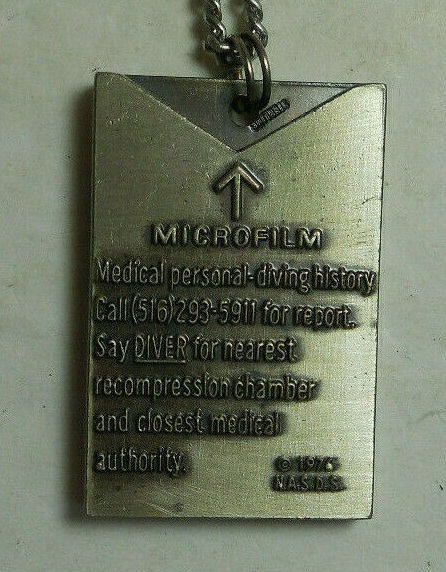 MICROFILM
Medical personal-diving history
Call (516) 293-5911 for report.
Say DIVER for nearest
recompression chamber
and closest medical
authority.
©
N.A.S.D.S.